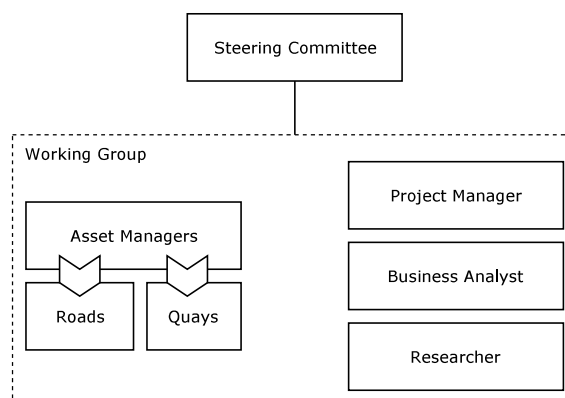 Steering Committee
Working Group
Asset Managers
Roads
Quays
Project Manager
Business Analyst
Researcher